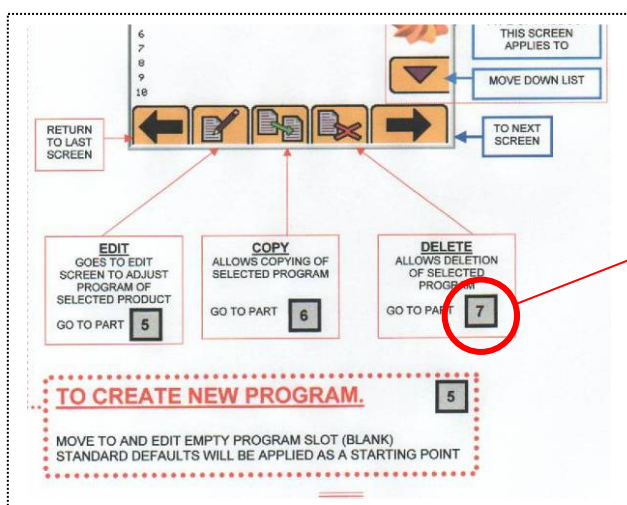 6
7
8
9
10
THIS SCREEN
APPLIES TO
MOVE DOWN LIST
RETURN
TO LAST
SCREEN
TO NEXT
SCREEN
EDIT
GOES TO EDIT
SCREEN TO ADJUST
PROGRAM OF
SELECTED PRODUCT
GO TO PART 5
COPY
ALLOWS COPYING OF
SELECTED PROGRAM
GO TO PART 6
DELETE
ALLOWS DELETION
OF SELECTED
PROGRAM
GO TO PART 7
TO CREATE NEW PROGRAM. 5
MOVE TO AND EDIT EMPTY PROGRAM SLOT (BLANK)
STANDARD DEFAULTS WILL BE APPLIED AS A STARTING POINT